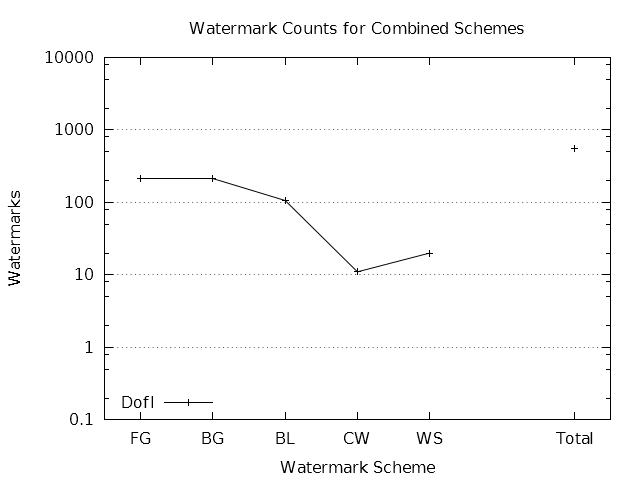 Watermark Counts for Combined Schemes
10000
1000
100
10
1
0.1
Watermarks
Dofl
FG BG BL CW WS Total
Watermark Scheme